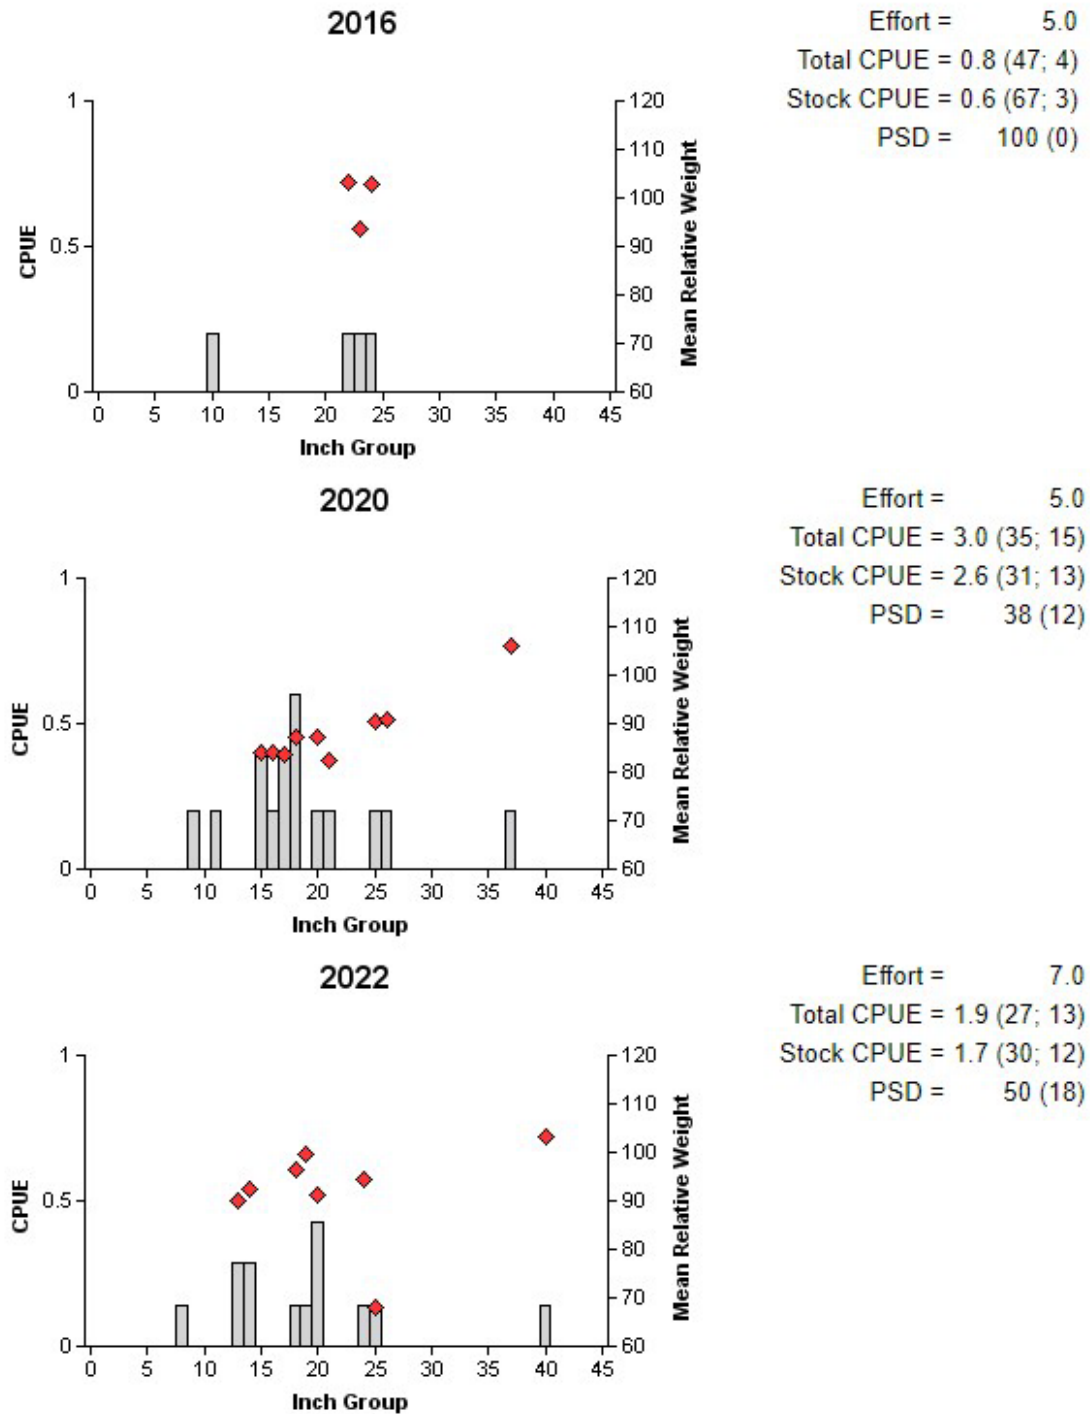 2016
Effort = 5.0
Total CPUE = 0.8 (47; 4)
Stock CPUE = 0.6 (67; 3)
PSD = 100 (0)
1
0.5
0
CPUE
120
110
100
90
80
70
60
Mean Relative Weight
0 5 10 15 20 25 30 35 40 45
Inch Group
2020
Effort = 5.0
Total CPUE = 3.0 (35; 15)
Stock CPUE = 2.6 (31; 13)
PSD = 38 (12)
1
0.5
0
CPUE
120
110
100
90
80
70
60
Mean Relative Weight
0 5 10 15 20 25 30 35 40 45
Inch Group
2022
Effort = 7.0
Total CPUE = 1.9 (27; 13)
Stock CPUE = 1.7 (30; 12)
PSD = 50 (18)
1
0.5
0
CPUE
120
110
100
90
80
70
60
Mean Relative Weight
0 5 10 15 20 25 30 35 40 45
Inch Group